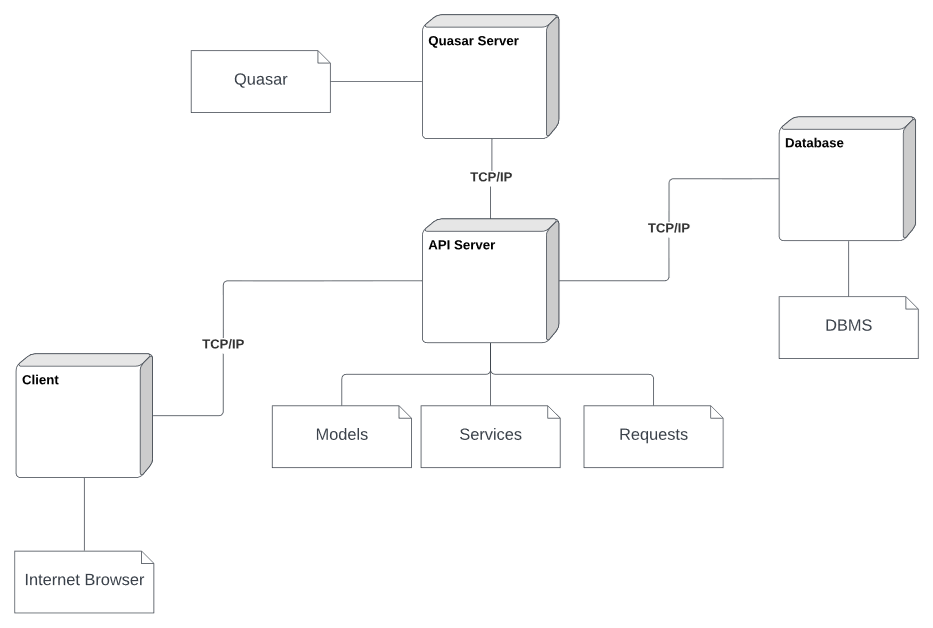 Quasar Server
Quasar
TCP/IP
Database
TCP/IP
API Server
DBMS
TCP/IP
Client
Models
Services
Requests
Internet Browser